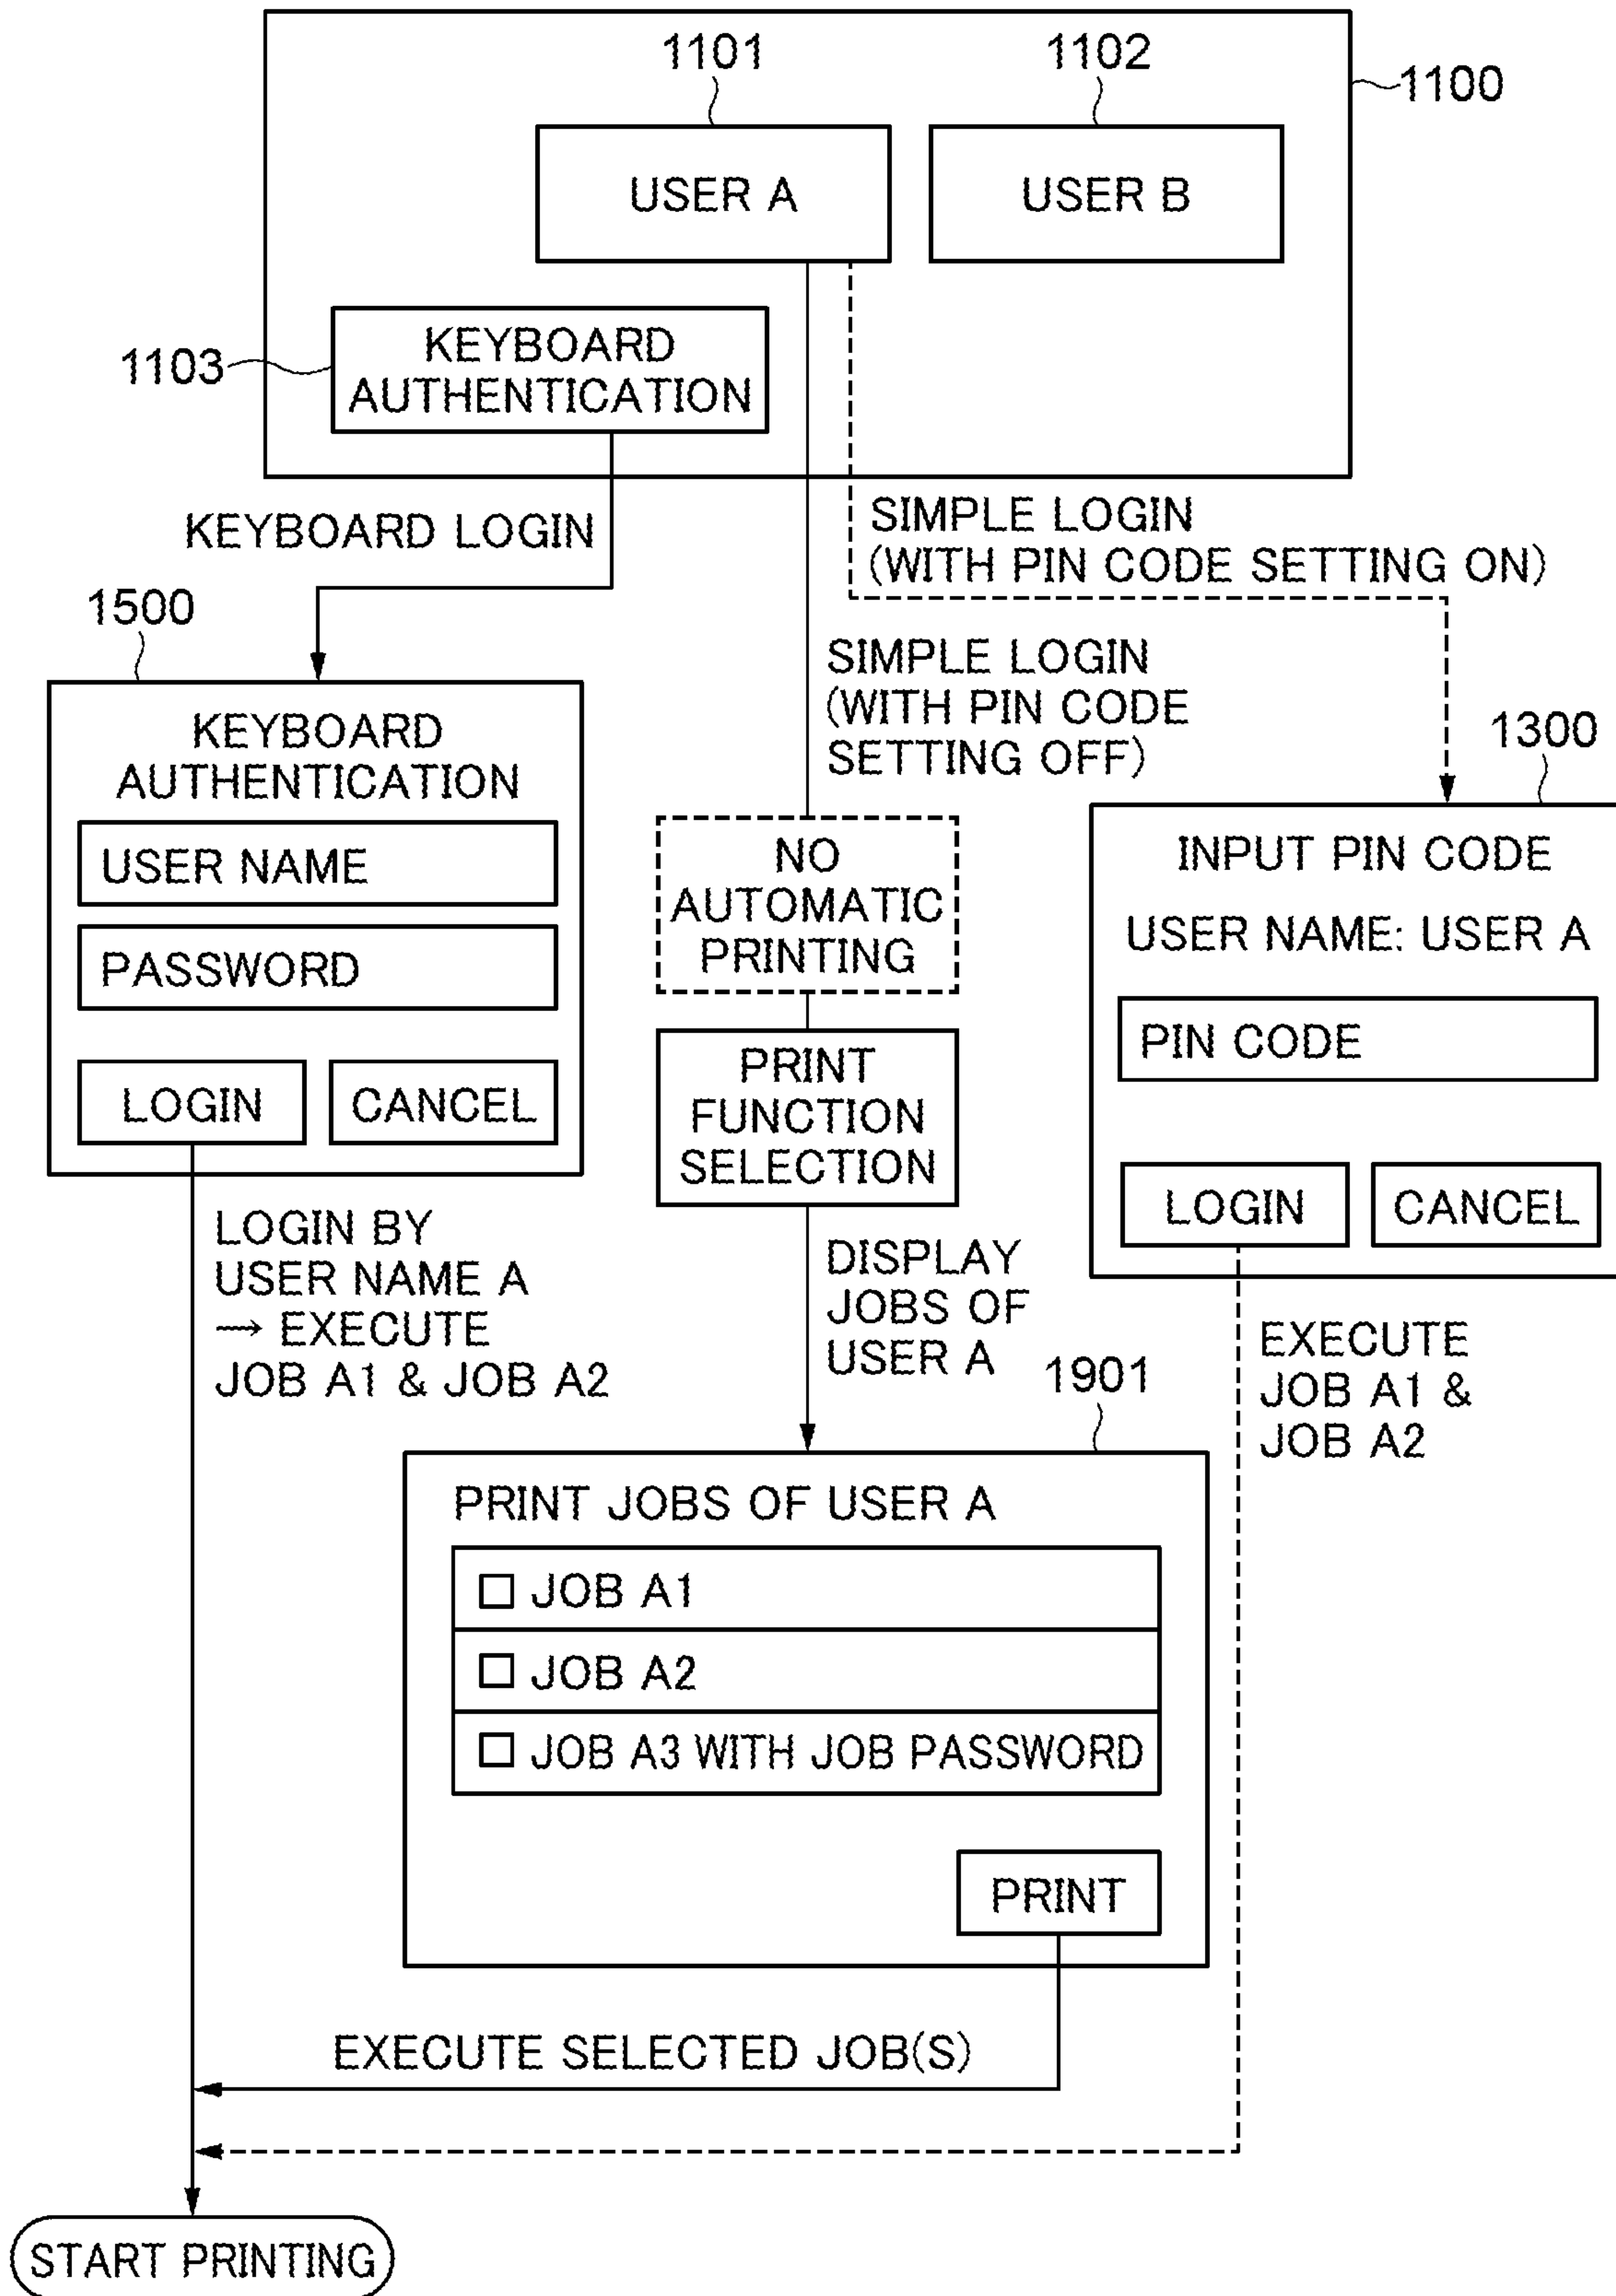 1101
1102
1100
USER A
USER B
1103
KEYBOARD
AUTHENTICATION
KEYBOARD LOGIN
SIMPLE LOGIN
(WITH PIN CODE SETTING ON)
1500
SIMPLE LOGIN
(WITH PIN CODE
SETTING OFF)
1300
KEYBOARD
AUTHENTICATION
USER NAME
PASSWORD
LOGIN
CANCEL
NO
AUTOMATIC
PRINTING
PRINT
FUNCTION
SELECTION
INPUT PIN CODE
USER NAME: USER A
PIN CODE
LOGIN
CANCEL
LOGIN BY
USER NAME A
→ EXECUTE
JOB A1 & JOB A2
DISPLAY
JOBS OF
USER A
EXECUTE
JOB A1 &
JOB A2
1901
PRINT JOBS OF USER A
□ JOB A1
□ JOB A2
□ JOB A3 WITH JOB PASSWORD
PRINT
EXECUTE SELECTED JOB(S)
START PRINTING